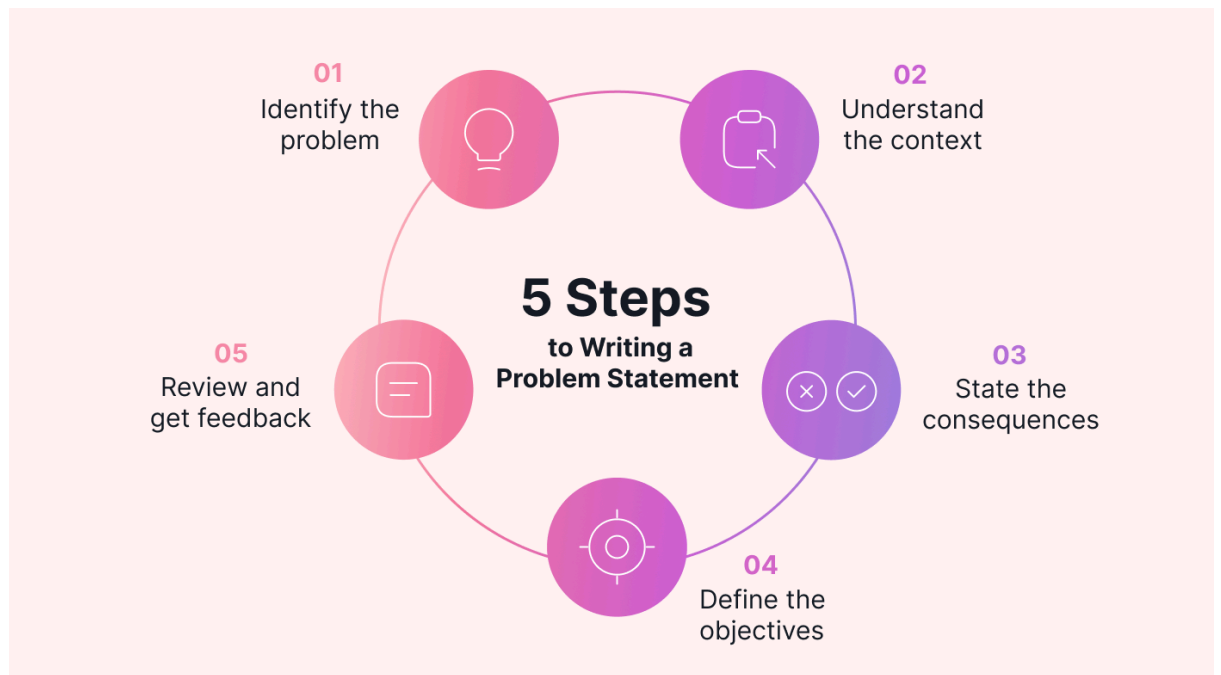 01
Identify the
problem
02
Understand
the context
5 Steps
to Writing a
Problem Statement
03
State the
consequences
04
Define the
objectives
05
Review and
get feedback